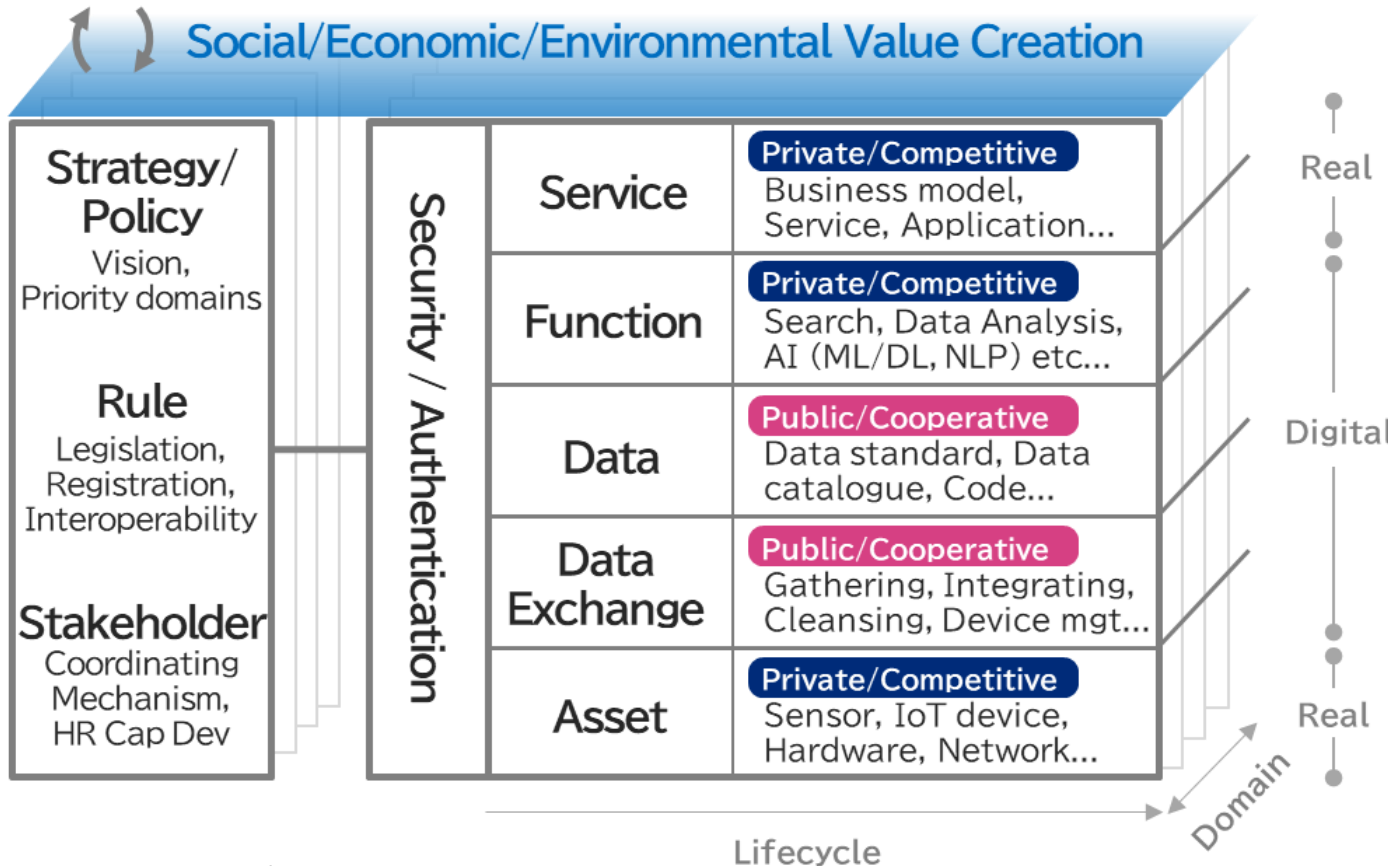 Social/Economic/Environmental Value Creation
Strategy/
Policy
Vision,
Priority domains
Rule
Legislation,
Registration,
Interoperability
Stakeholder
Coordinating
Mechanism,
HR Cap Dev
Security / Authentication
Service
Private/Competitive
Business model,
Service, Application...
Function
Private/Competitive
Search, Data Analysis,
AI (ML/DL, NLP) etc...
Data
Public/Cooperative
Data standard, Data
catalogue, Code...
Data
Exchange
Public/Cooperative
Gathering, Integrating,
Cleansing, Device mgt...
Asset
Private/Competitive
Sensor, IoT device,
Hardware, Network...
Real
Digital
Real
Domain
Lifecycle